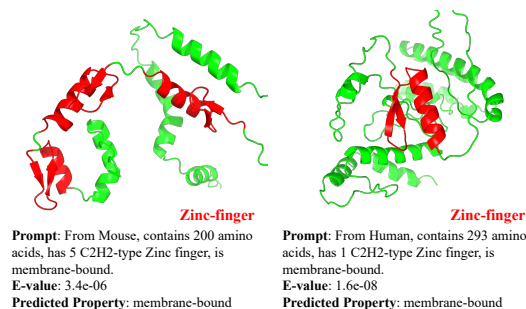 Zinc-finger
Prompt: From Mouse, contains 200 amino
acids, has 5 C2H2-type Zinc finger, is
membrane-bound.
E-value: 3.4e-06
Predicted Property: membrane-bound
Zinc-finger
Prompt: From Human, contains 293 amino
acids, has 1 C2H2-type Zinc finger, is
membrane-bound.
E-value: 1.6e-08
Predicted Property: membrane-bound